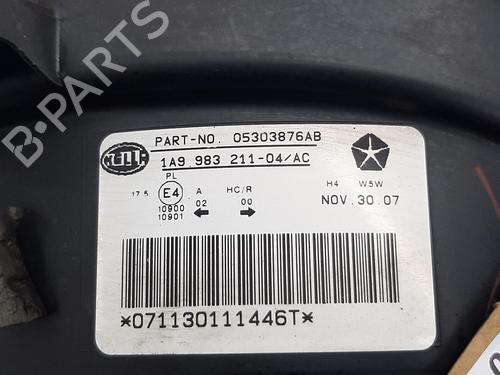 PART-NO. 05303876AB
HELLA 1A9 983 211-04/AC
PL
17.5 E4 A HC/R H4 W5W
10900 02 00 NOV.30.07
10901
*071130111446T*